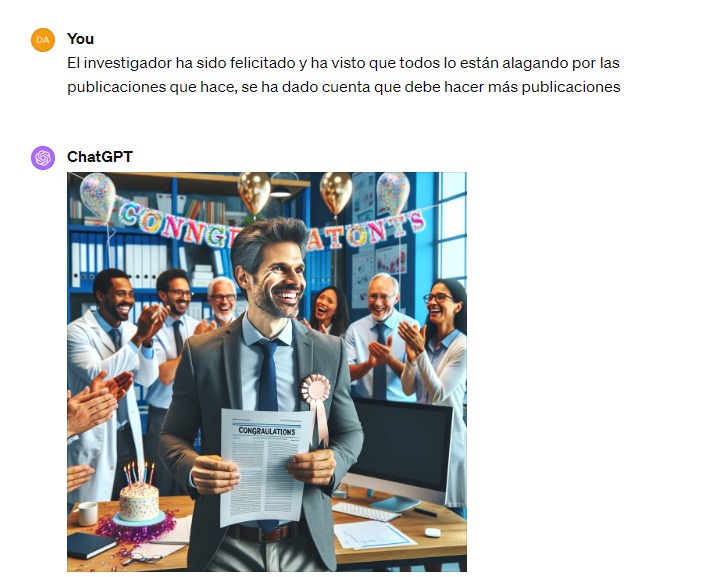 DA
You
El investigador ha sido felicitado y ha visto que todos lo están alagando por las
publicaciones que hace, se ha dado cuenta que debe hacer más publicaciones
ChatGPT
CONNGR ATONTS
CONGRAULATIONS